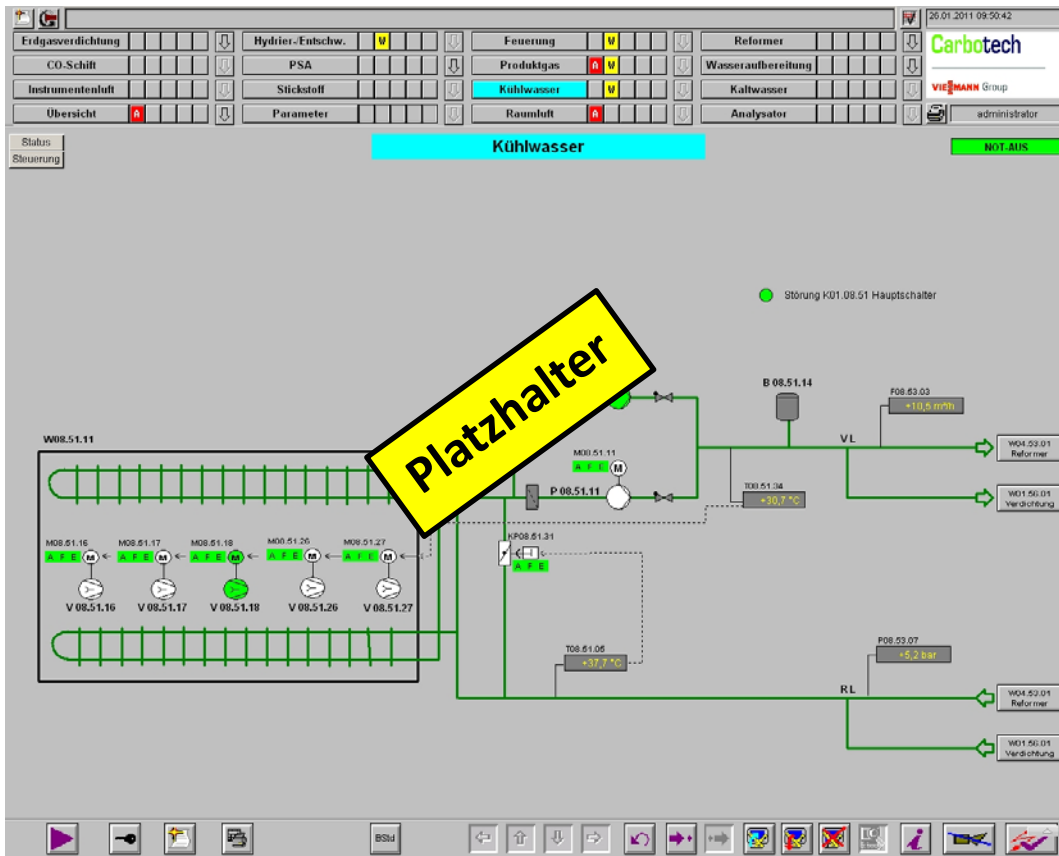 26.01.2011 09:50:42
Erdgasverdichtung
Hydrier-/Entschw. W
Feuerung W
Reformer
Carbotech
CO-Schift
PSA
Produktgas A W
Wasseraufbereitung
Instrumentenluft
Stickstoff
Kühlwasser W
Kaltwasser
VIESMANN Group
Übersicht A
Parameter
Raumluft A
Analysator
administrator
Status
Steuerung
Kühlwasser
NOT-AUS
Störung K01.08.51 Hauptschalter
Platzhalter
B 08.51.14
F08.53.03
+10,5 m³/h
W08.51.11
VL
W04.53.01
Reformer
M08.51.11
A F E M
P 08.51.11
T08.51.34
+30,7 °C
W01.56.01
Verdichtung
KP08.51.31
A F E
M08.51.16 M08.51.17 M08.51.18 M08.51.26 M08.51.27
A F E M A F E M A F E M A F E M A F E M
V 08.51.16 V 08.51.17 V 08.51.18 V 08.51.26 V 08.51.27
T08.51.05
+37,7 °C
P08.53.07
+5,2 bar
RL
W04.53.01
Reformer
W01.56.01
Verdichtung
BStd